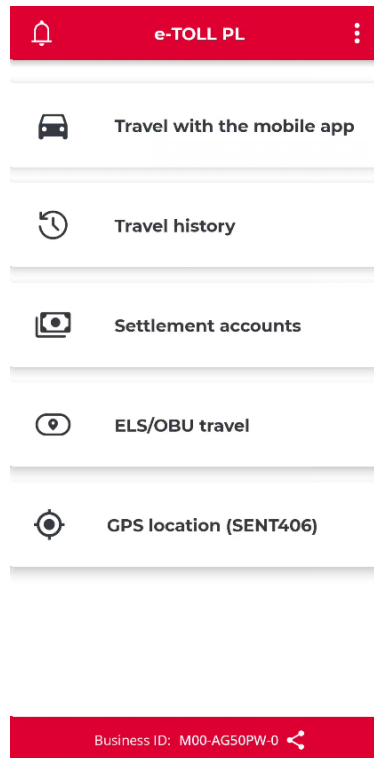 e-TOLL PL
Travel with the mobile app
Travel history
Settlement accounts
ELS/OBU travel
GPS location (SENT406)
Business ID: M00-AG50PW-0